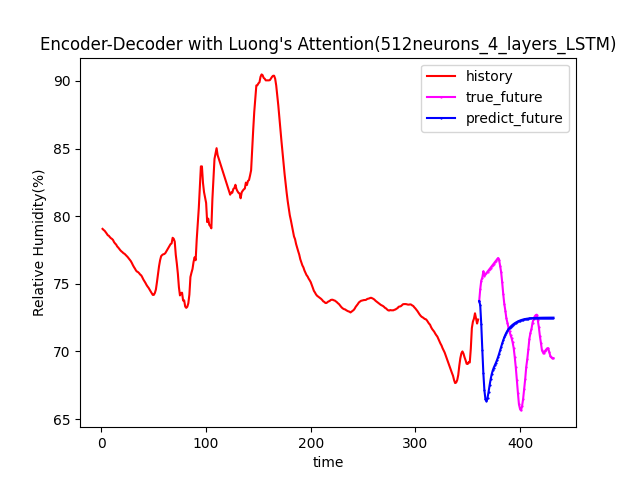 Encoder-Decoder with Luong's Attention(512neurons_4_layers_LSTM)
history
true_future
predict_future
Relative Humidity(%)
90
85
80
75
70
65
0 100 200 300 400
time